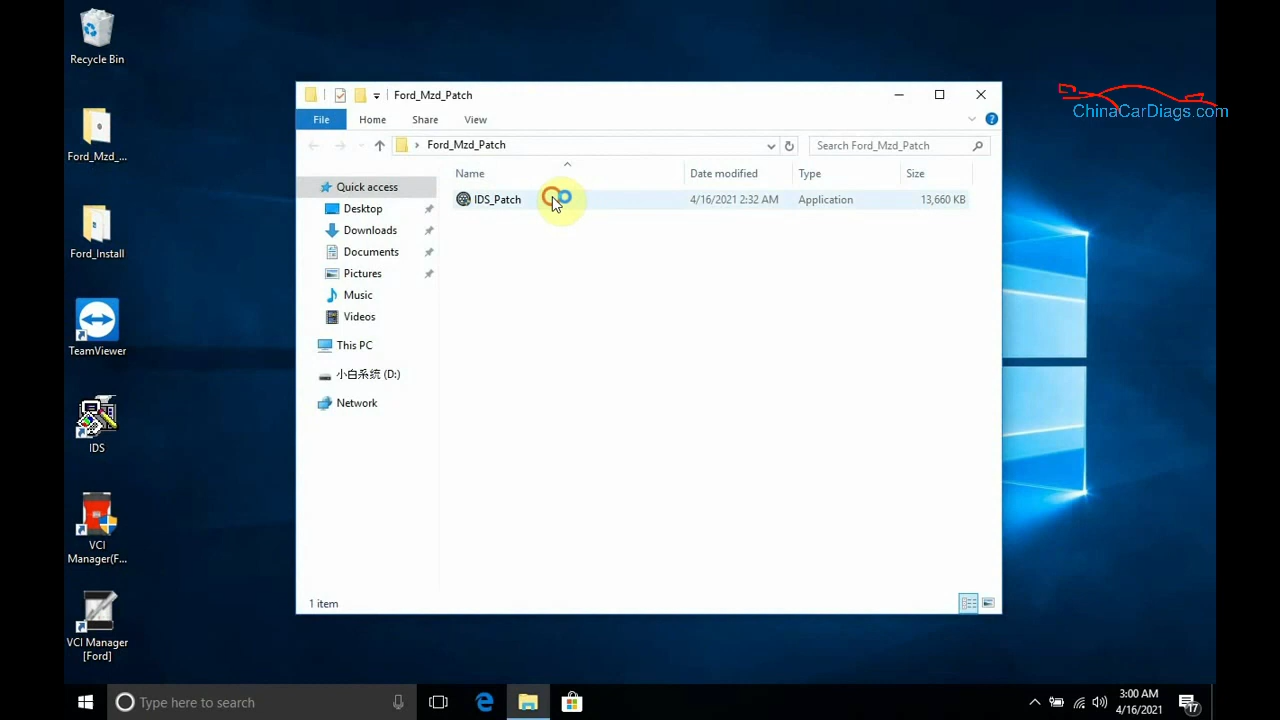 Recycle Bin
Ford_Mzd_...
Ford_Install
TeamViewer
IDS
VCI
Manager(F...
VCI Manager
[Ford]
Ford_Mzd_Patch
File Home Share View
Ford_Mzd_Patch
Search Ford_Mzd_Patch
Name Date modified Type Size
IDS_Patch 4/16/2021 2:32 AM Application 13,660 KB
Quick access
Desktop
Downloads
Documents
Pictures
Music
Videos
This PC
小白系统 (D:)
Network
1 item
ChinaCarDiags.com
Type here to search
3:00 AM
4/16/2021
17